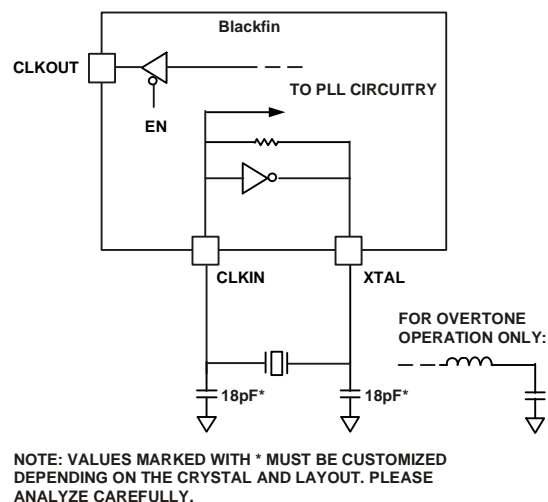 Blackfin
CLKOUT
TO PLL CIRCUITRY
EN
CLKIN
XTAL
FOR OVERTONE
OPERATION ONLY:
18pF*
18pF*
NOTE: VALUES MARKED WITH * MUST BE CUSTOMIZED
DEPENDING ON THE CRYSTAL AND LAYOUT. PLEASE
ANALYZE CAREFULLY.